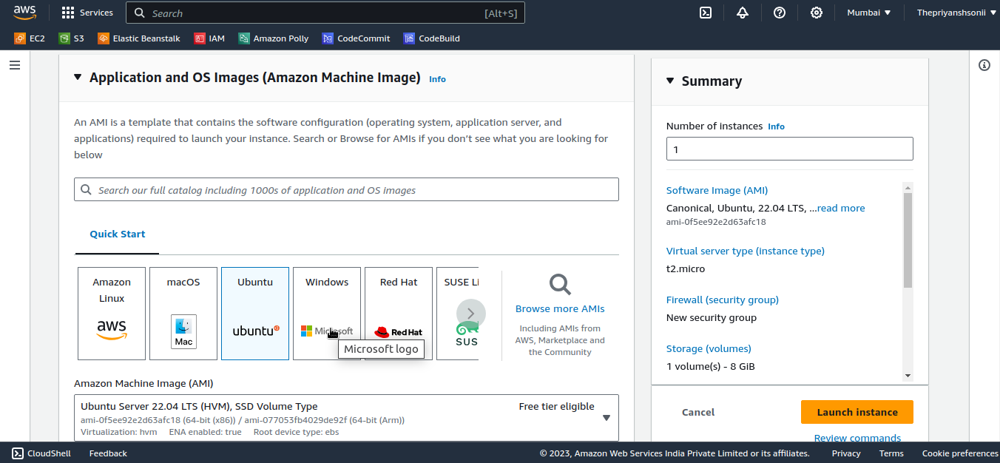 aws
Services
Search
[Alt+S]
Mumbai
Thepriyanshsonii
EC2
S3
Elastic Beanstalk
IAM
Amazon Polly
CodeCommit
CodeBuild
Application and OS Images (Amazon Machine Image) Info
An AMI is a template that contains the software configuration (operating system, application server, and
applications) required to launch your instance. Search or Browse for AMIs if you don't see what you are looking for
below
Search our full catalog including 1000s of application and OS images
Quick Start
Amazon
Linux
aws
macOS
Mac
Ubuntu
ubuntu
Windows
Microsoft
Red Hat
Red Hat
SUSE Li
SUS
Microsoft logo
Browse more AMIs
Including AMIs from
AWS, Marketplace and
the Community
Amazon Machine Image (AMI)
Ubuntu Server 22.04 LTS (HVM), SSD Volume Type
Free tier eligible
ami-0f5ee92e2d63afc18 (64-bit (x86)) / ami-077053fb4029de92f (64-bit (Arm))
Virtualization: hvm ENA enabled: true Root device type: ebs
Summary
Number of instances Info
1
Software Image (AMI)
Canonical, Ubuntu, 22.04 LTS, ...read more
ami-0f5ee92e2d63afc18
Virtual server type (instance type)
t2.micro
Firewall (security group)
New security group
Storage (volumes)
1 volume(s) - 8 GiB
Cancel
Launch instance
Review commands
CloudShell
Feedback
© 2023, Amazon Web Services India Private Limited or its affiliates.
Privacy
Terms
Cookie preferences